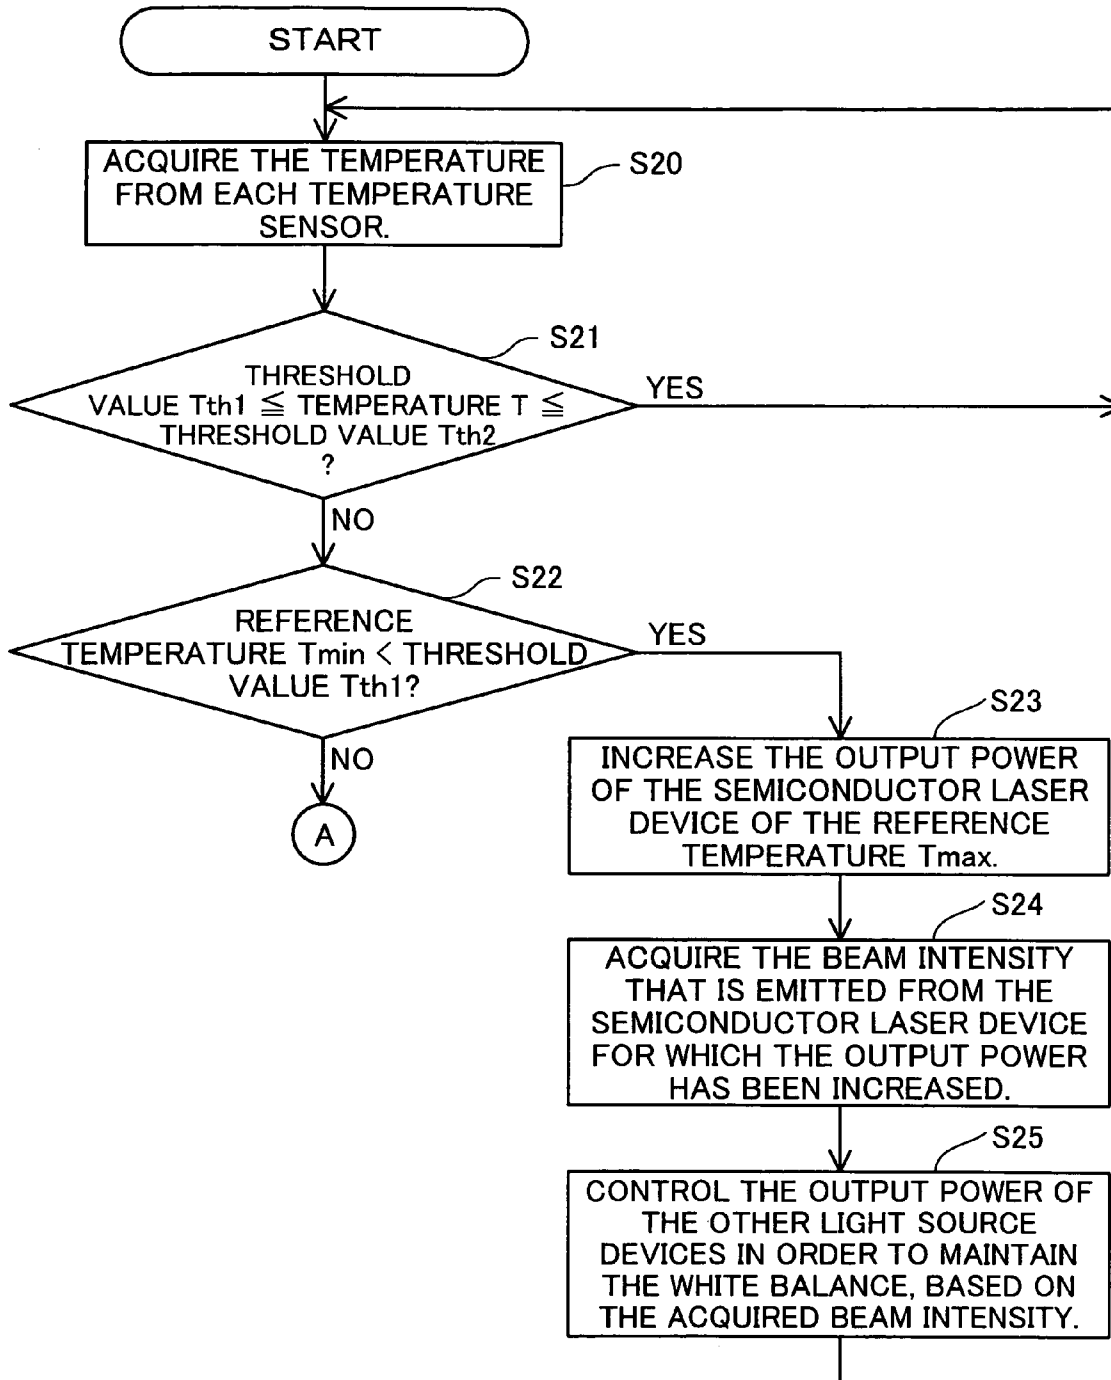 START
ACQUIRE THE TEMPERATURE
FROM EACH TEMPERATURE
SENSOR.
S20
S21
THRESHOLD
VALUE Tth1 ≦ TEMPERATURE T ≦
THRESHOLD VALUE Tth2
?
YES
NO
S22
REFERENCE
TEMPERATURE Tmin < THRESHOLD
VALUE Tth1?
YES
NO
A
S23
INCREASE THE OUTPUT POWER
OF THE SEMICONDUCTOR LASER
DEVICE OF THE REFERENCE
TEMPERATURE Tmax.
S24
ACQUIRE THE BEAM INTENSITY
THAT IS EMITTED FROM THE
SEMICONDUCTOR LASER DEVICE
FOR WHICH THE OUTPUT POWER
HAS BEEN INCREASED.
S25
CONTROL THE OUTPUT POWER OF
THE OTHER LIGHT SOURCE
DEVICES IN ORDER TO MAINTAIN
THE WHITE BALANCE, BASED ON
THE ACQUIRED BEAM INTENSITY.